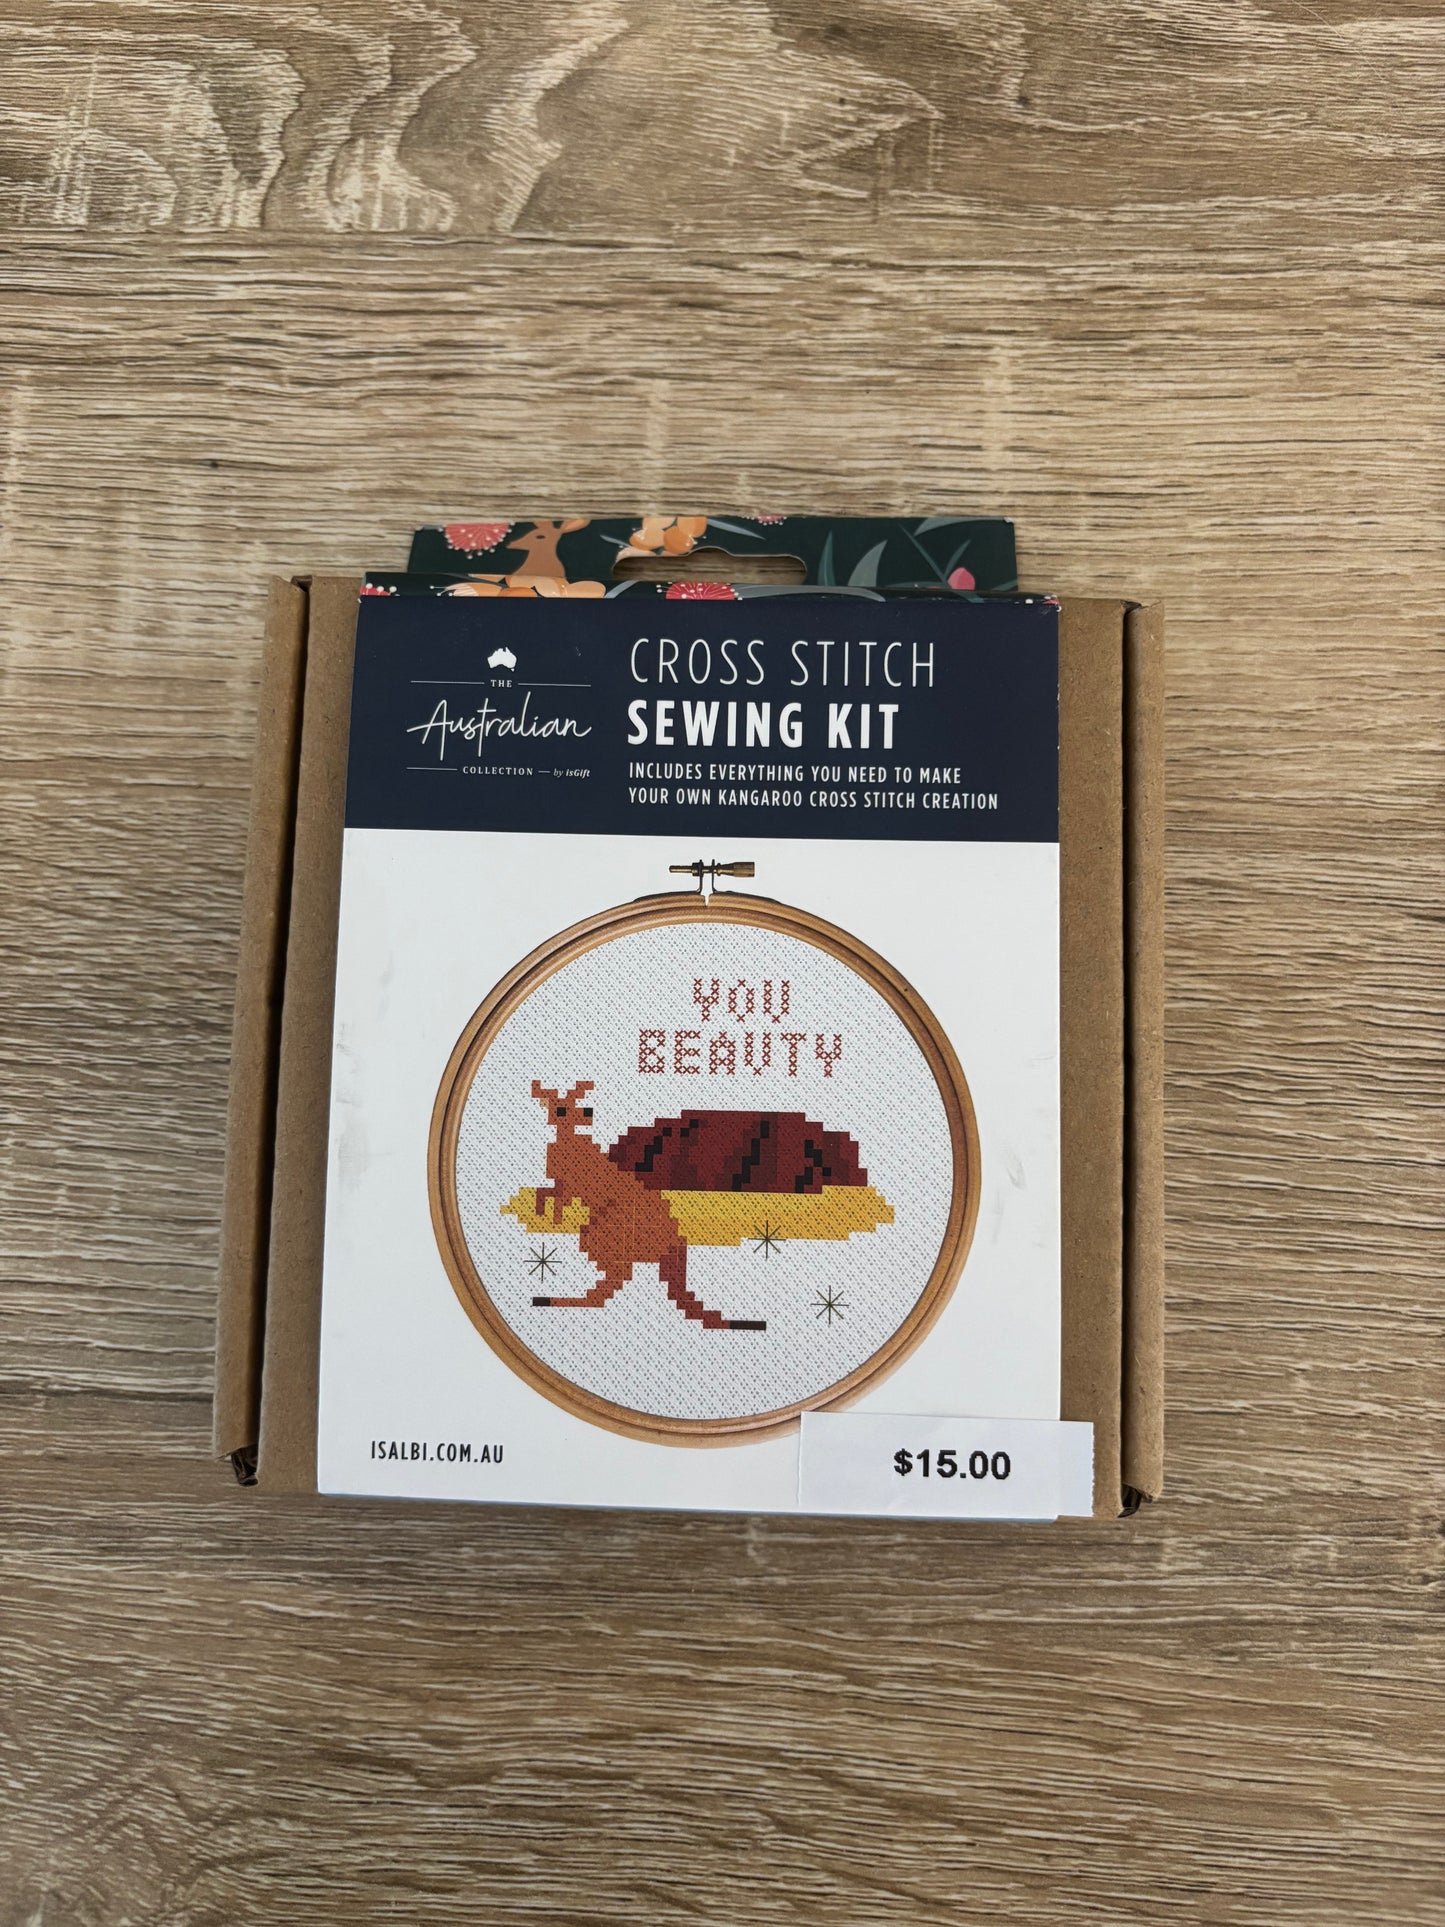 THE
Australian
COLLECTION — by isGift
CROSS STITCH
SEWING KIT
INCLUDES EVERYTHING YOU NEED TO MAKE
YOUR OWN KANGAROO CROSS STITCH CREATION
YOU
BEAUTY
ISALBI.COM.AU
$15.00